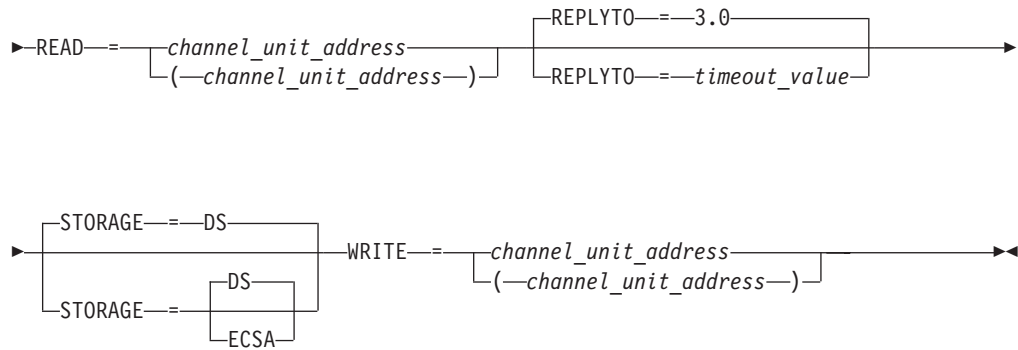 REPLYTO = 3.0
READ = channel_unit_address
( channel_unit_address ) REPLYTO = timeout_value
STORAGE = DS
WRITE = channel_unit_address
STORAGE = DS ( channel_unit_address )
ECSA